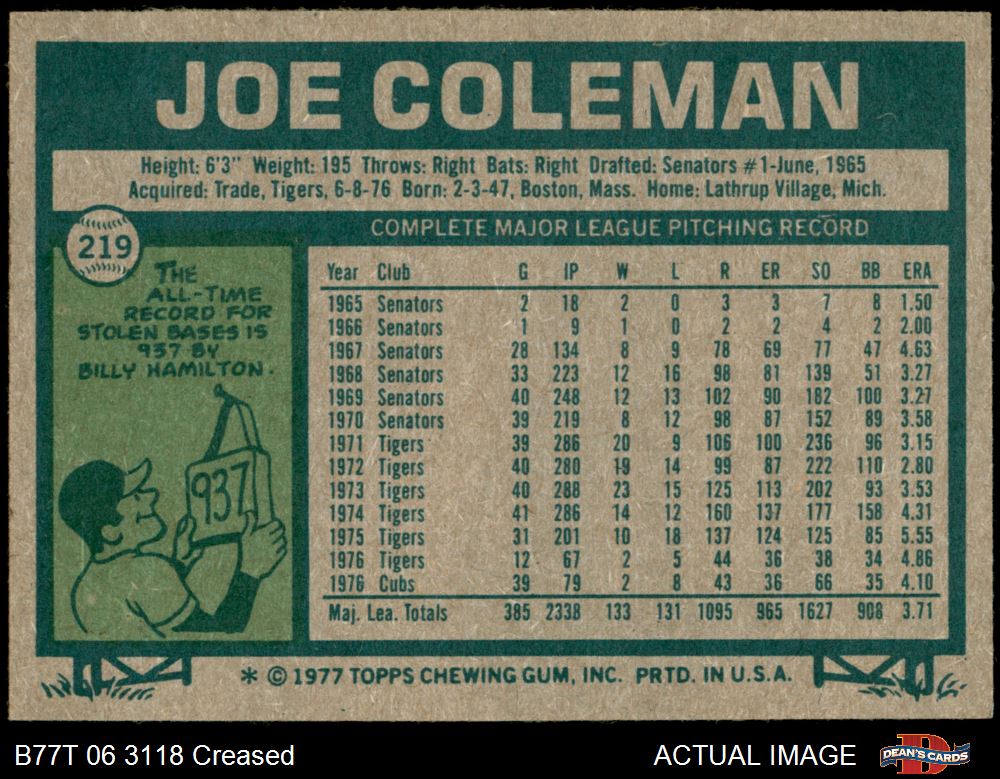 JOE COLEMAN
Height: 6'3" Weight: 195 Throws: Right Bats: Right Drafted: Senators #1-June, 1965
Acquired: Trade, Tigers, 6-8-76 Born: 2-3-47, Boston, Mass. Home: Lathrup Village, Mich.
219
THE
ALL-TIME
RECORD FOR
STOLEN BASES IS
937 BY
BILLY HAMILTON.
937
COMPLETE MAJOR LEAGUE PITCHING RECORD
Year Club G IP W L R ER SO BB ERA
1965 Senators 2 18 2 0 3 3 7 8 1.50
1966 Senators 1 9 1 0 2 2 4 2 2.00
1967 Senators 28 134 8 9 78 69 77 47 4.63
1968 Senators 33 223 12 16 98 81 139 51 3.27
1969 Senators 40 248 12 13 102 90 182 100 3.27
1970 Senators 39 219 8 12 98 87 152 89 3.58
1971 Tigers 39 286 20 9 106 100 236 96 3.15
1972 Tigers 40 280 19 14 99 87 222 110 2.80
1973 Tigers 40 288 23 15 125 113 202 93 3.53
1974 Tigers 41 286 14 12 160 137 177 158 4.31
1975 Tigers 31 201 10 18 137 124 125 85 5.55
1976 Tigers 12 67 2 5 44 36 38 34 4.86
1976 Cubs 39 79 2 8 43 36 66 35 4.10
Maj. Lea. Totals 385 2338 133 131 1095 965 1627 908 3.71
* © 1977 TOPPS CHEWING GUM, INC. PRTD. IN U.S.A.
B77T 06 3118 Creased
ACTUAL IMAGE
DEAN'S CARDS